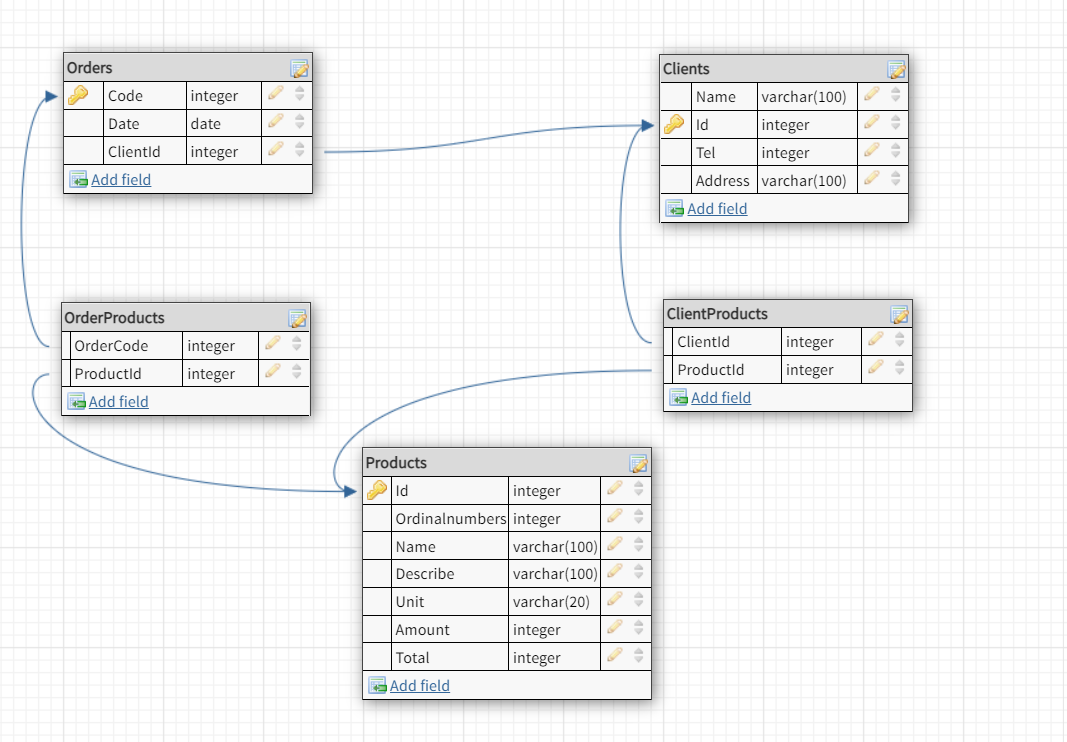 Orders
Code integer
Date date
ClientId integer
Add field
Clients
Name varchar(100)
Id integer
Tel integer
Address varchar(100)
Add field
OrderProducts
OrderCode integer
ProductId integer
Add field
ClientProducts
ClientId integer
ProductId integer
Add field
Products
Id integer
Ordinalnumbers integer
Name varchar(100)
Describe varchar(100)
Unit varchar(20)
Amount integer
Total integer
Add field